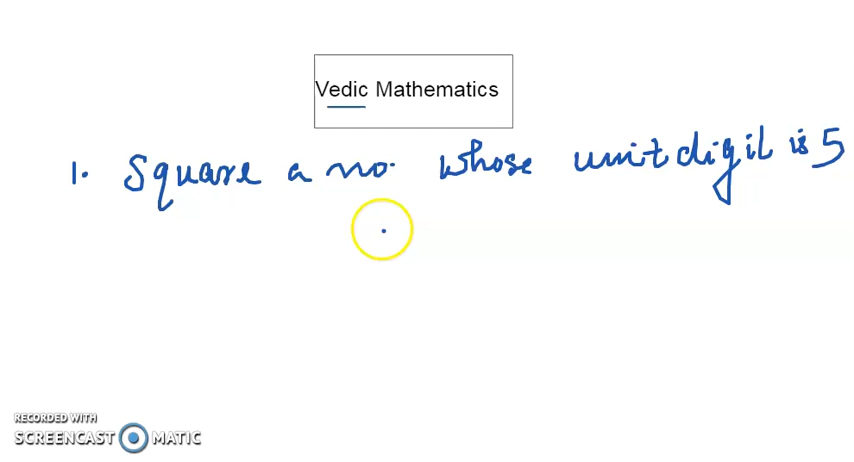 Vedic Mathematics
1. Square a no. whose unit digit is 5
RECORDED WITH
SCREENCAST MATIC